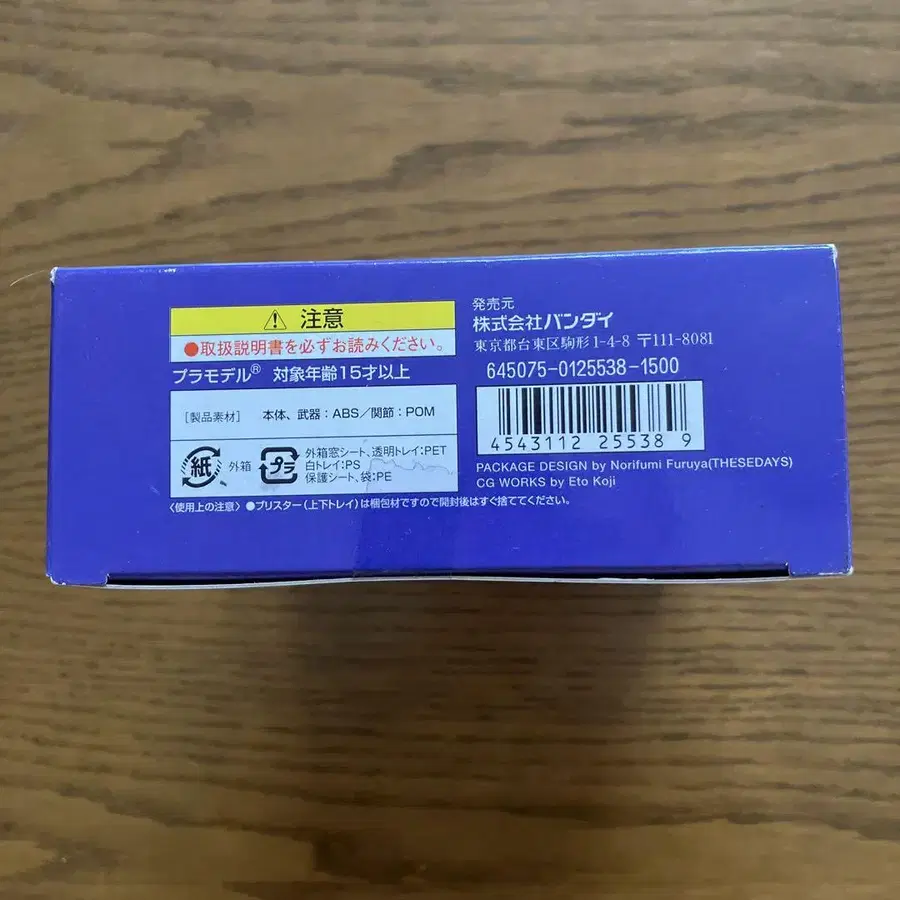 ⚠ 注意
●取扱説明書を必ずお読みください。
プラモデル® 対象年齢15才以上
［製品素材］ 本体、武器：ABS／関節：POM
紙 外箱
プラ 外箱窓シート、透明トレイ：PET
白トレイ：PS
保護シート、袋：PE
〈使用上の注意〉 ●ブリスター（上下トレイ）は梱包材ですので開封後はすぐ捨ててください。
発売元
株式会社バンダイ
東京都台東区駒形1-4-8 〒111-8081
645075-0125538-1500
4543112 25538 9
PACKAGE DESIGN by Norifumi Furuya(THESEDAYS)
CG WORKS by Eto Koji